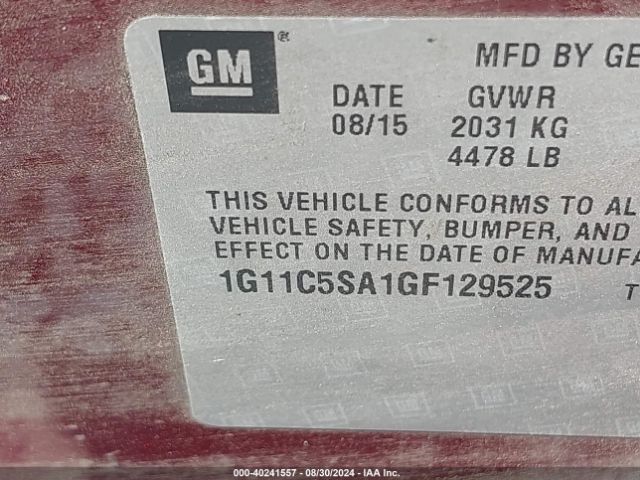 GM®
MFD BY GE
DATE GVWR
08/15 2031 KG
4478 LB
THIS VEHICLE CONFORMS TO AL
VEHICLE SAFETY, BUMPER, AND
EFFECT ON THE DATE OF MANUFA
1G11C5SA1GF129525 T
000-40241557 - 08/30/2024 - IAA Inc.